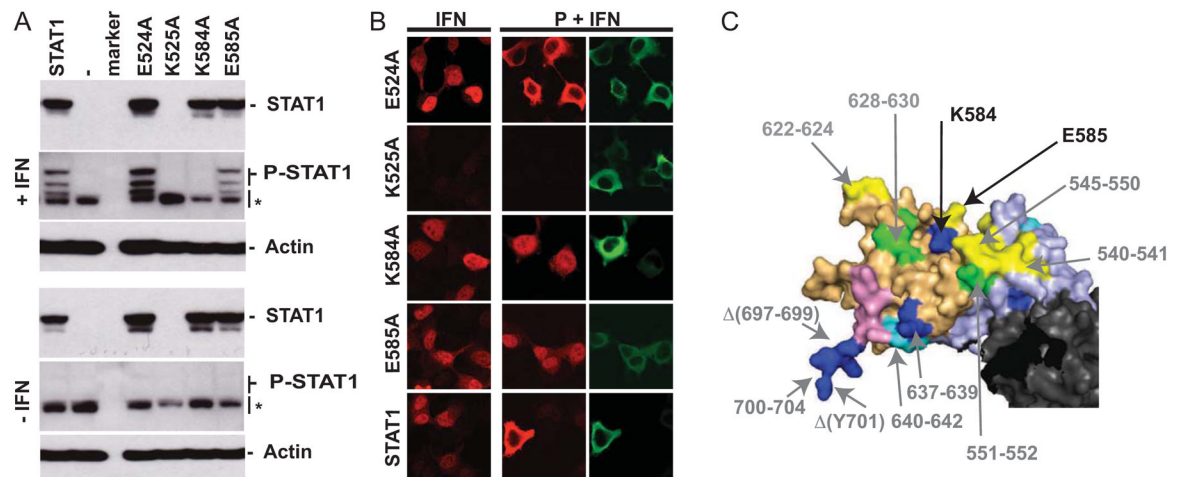 A
STAT1
-
marker
E524A
K525A
K584A
E585A
- STAT1
P-STAT1
*
+ IFN
- Actin
- STAT1
P-STAT1
*
- IFN
- Actin
B
IFN
P + IFN
E524A
K525A
K584A
E585A
STAT1
C
628-630
K584
622-624
E585
545-550
540-541
Δ(697-699)
637-639
700-704
Δ(Y701)
640-642
551-552